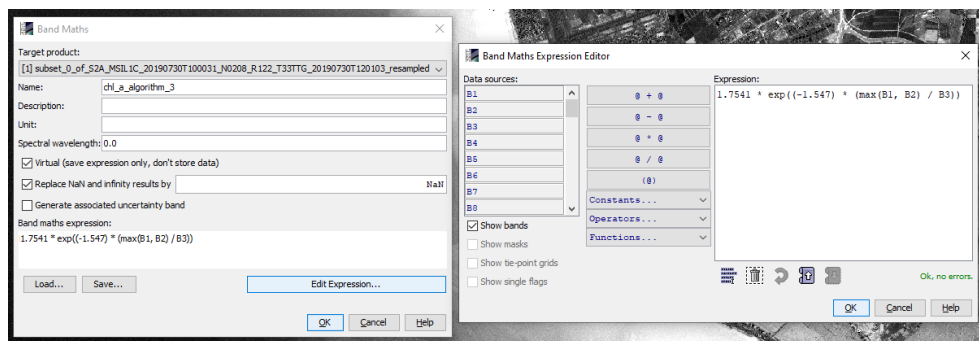 Band Maths
Target product:
[1] subset_0_of_S2A_MSIL1C_20190730T100031_N0208_R122_T33TTG_20190730T120103_resampled
Name: chl_a_algorithm_3
Description:
Unit:
Spectral wavelength: 0.0
Virtual (save expression only, don't store data)
Replace NaN and infinity results by NaN
Generate associated uncertainty band
Band maths expression:
1.7541 * exp((-1.547) * (max(B1, B2) / B3))
Load... Save... Edit Expression...
OK Cancel Help
Band Maths Expression Editor
Data sources:
B1
B2
B3
B4
B5
B6
B7
B8
Show bands
Show masks
Show tie-point grids
Show single flags
@ + @
@ - @
@ * @
@ / @
(@)
Constants...
Operators...
Functions...
Expression:
1.7541 * exp((-1.547) * (max(B1, B2) / B3))
Ok, no errors.
OK Cancel Help